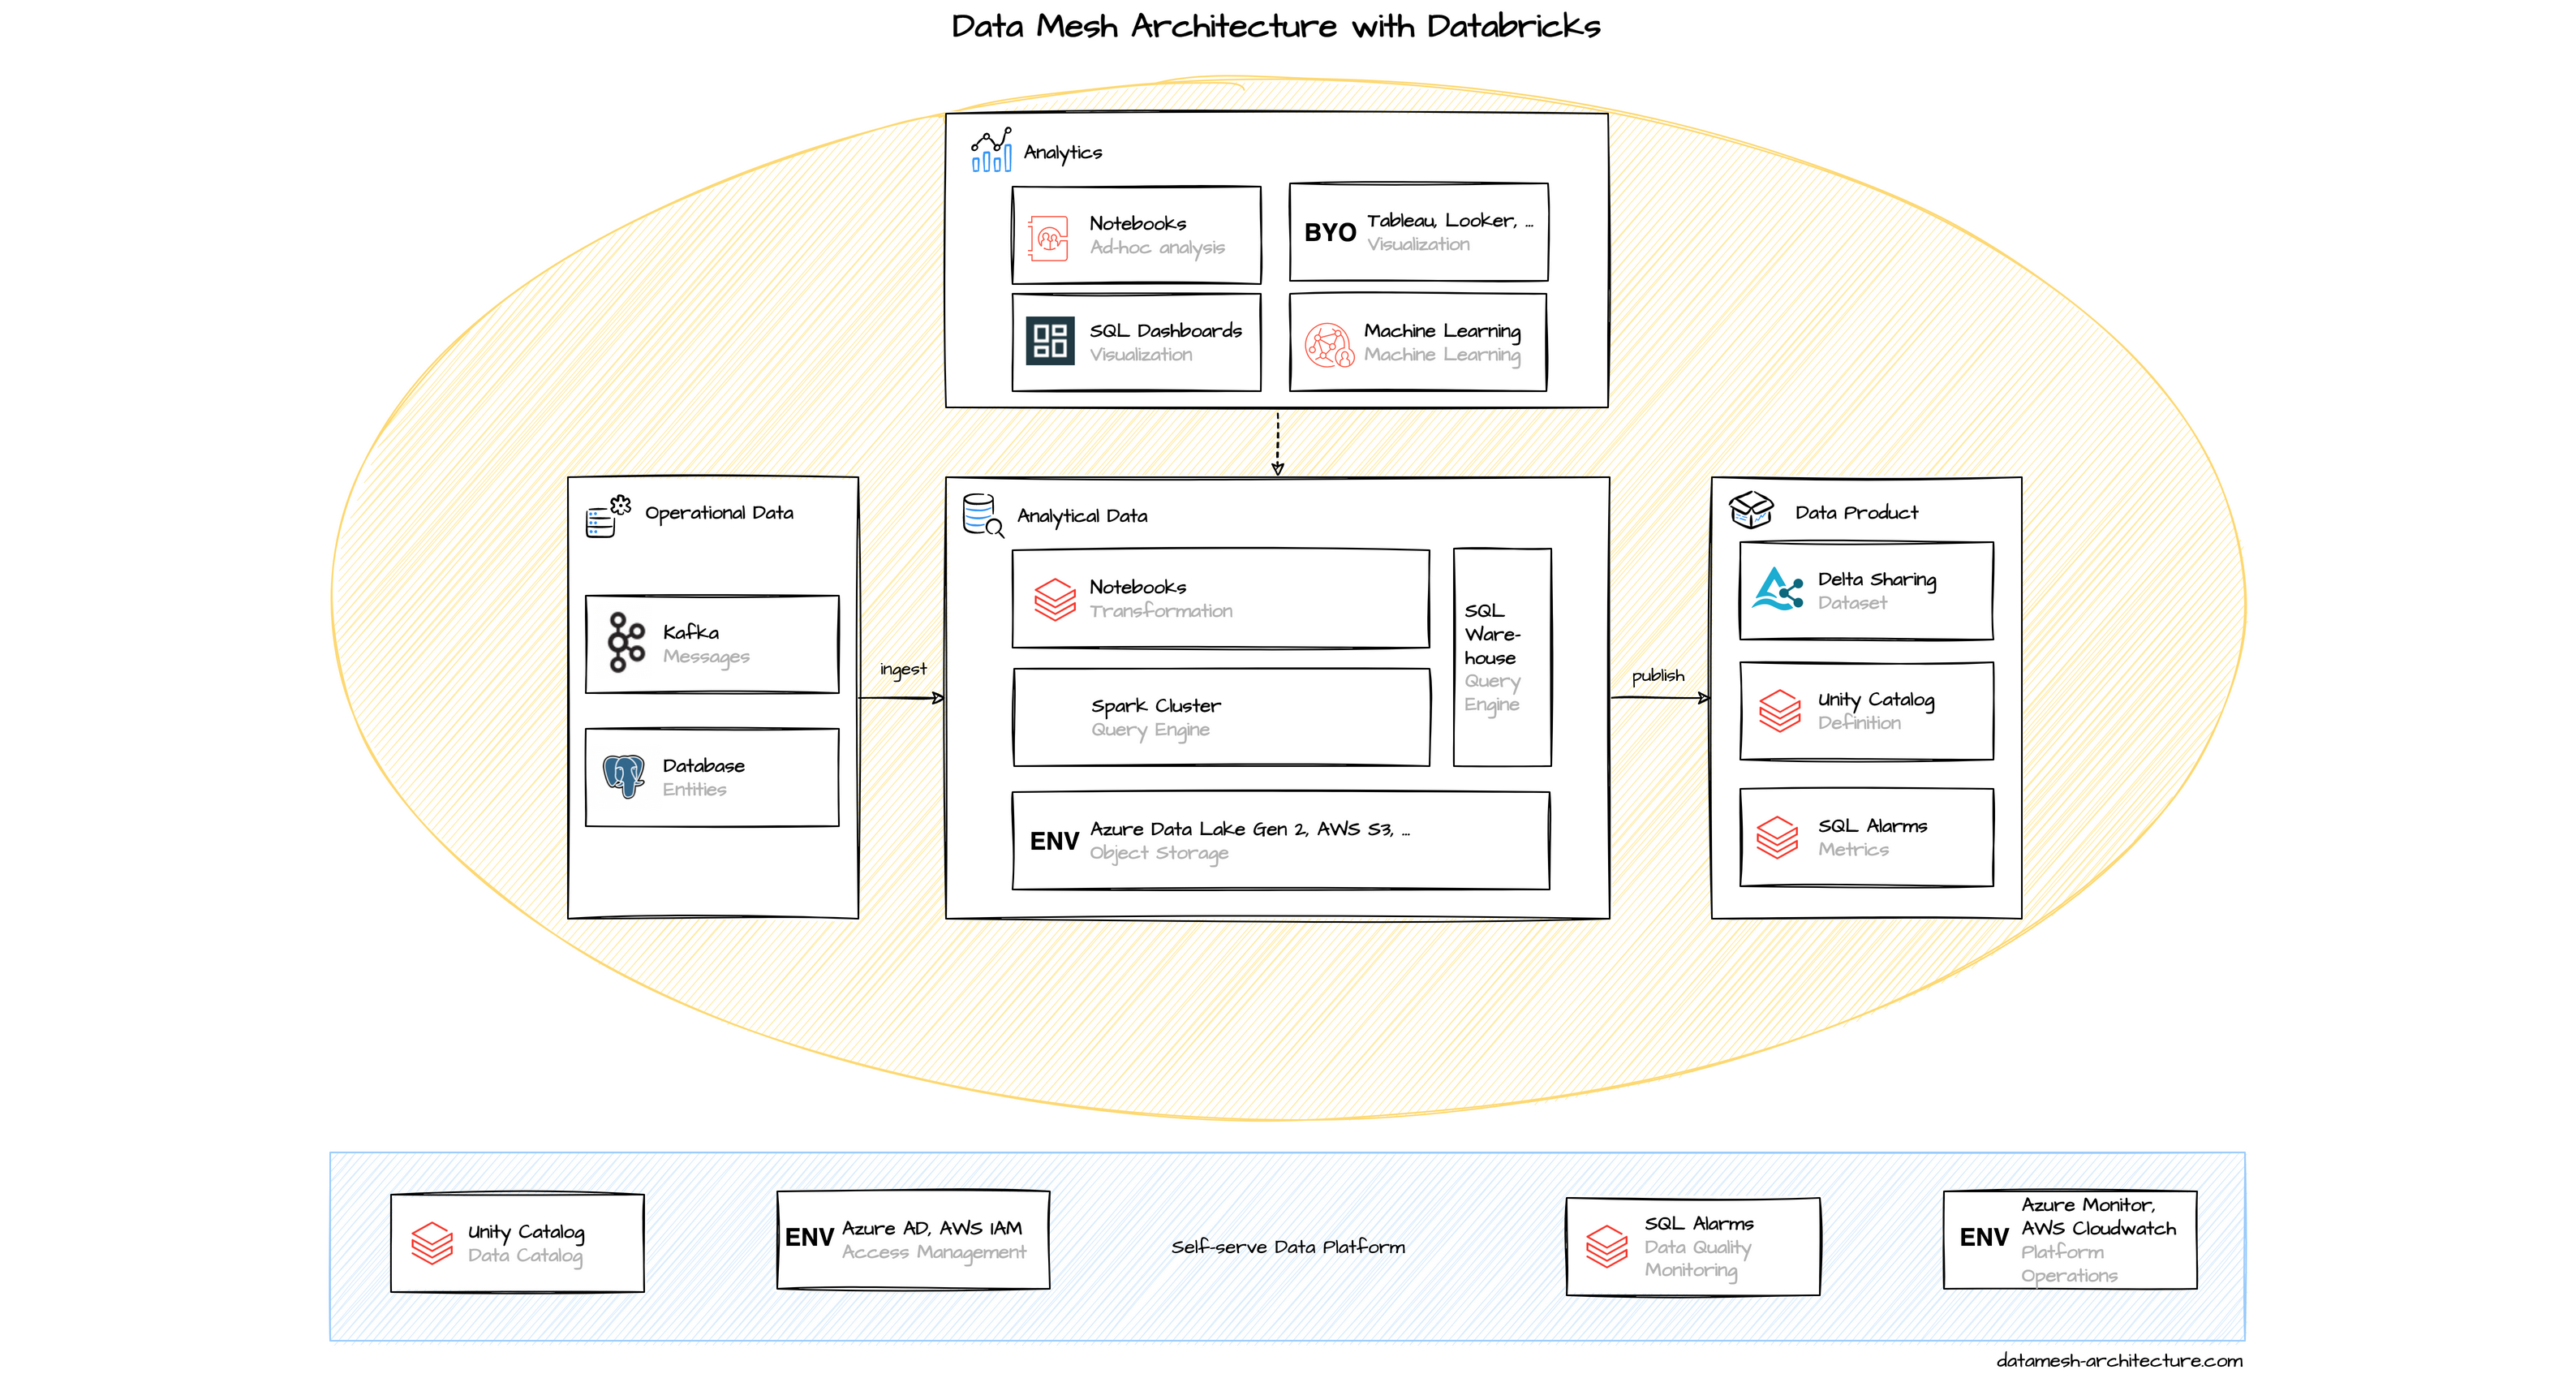 Data Mesh Architecture with Databricks
Analytics
Notebooks
Ad-hoc analysis
BYO
Tableau, Looker, ...
Visualization
SQL Dashboards
Visualization
Machine Learning
Machine Learning
Operational Data
Kafka
Messages
Database
Entities
ingest
Analytical Data
Notebooks
Transformation
Spark Cluster
Query Engine
SQL
Ware-
house
Query
Engine
ENV
Azure Data Lake Gen 2, AWS S3, ...
Object Storage
publish
Data Product
Delta Sharing
Dataset
Unity Catalog
Definition
SQL Alarms
Metrics
Unity Catalog
Data Catalog
ENV
Azure AD, AWS IAM
Access Management
Self-serve Data Platform
SQL Alarms
Data Quality
Monitoring
ENV
Azure Monitor,
AWS Cloudwatch
Platform
Operations
datamesh-architecture.com